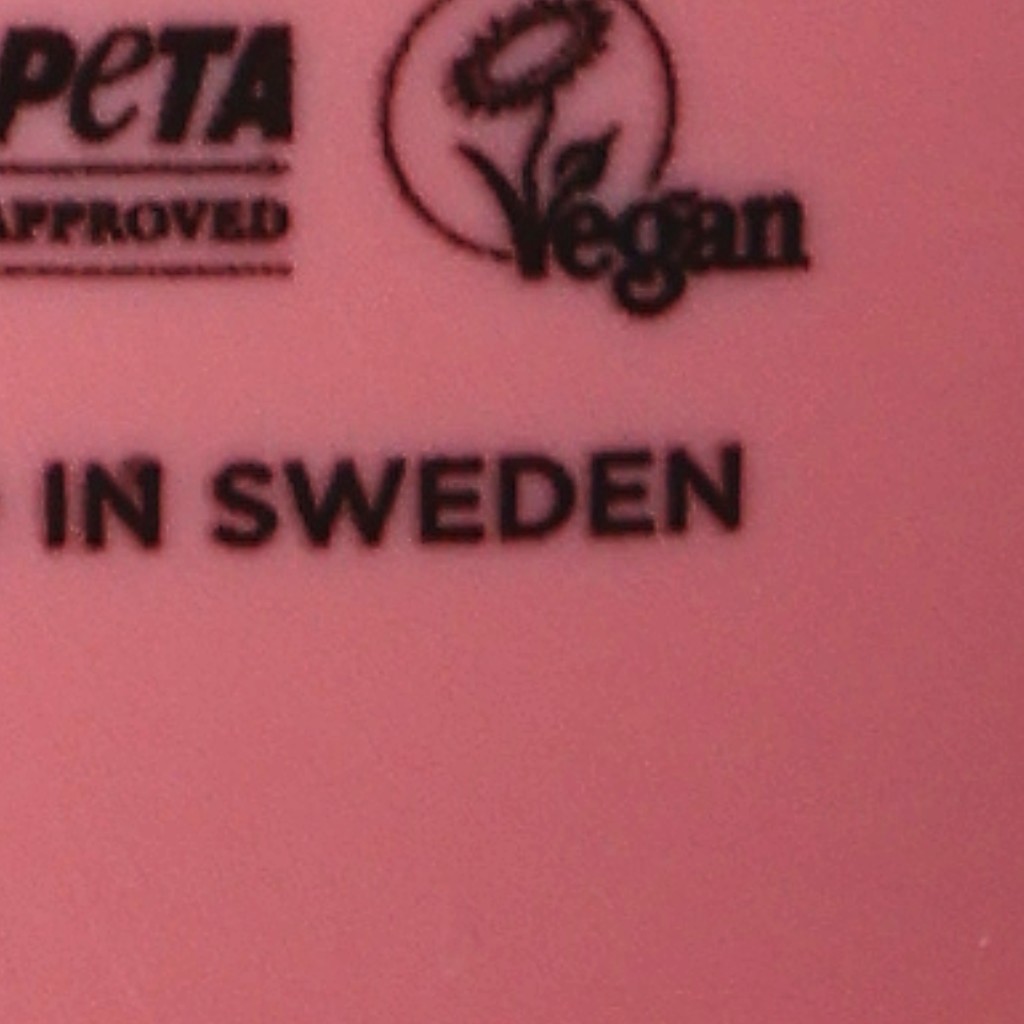 PETA
Vegan
APPROVED
IN SWEDEN